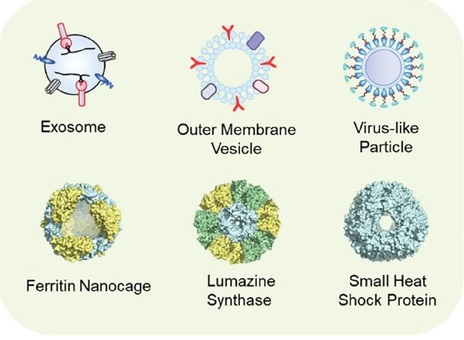 Exosome
Outer Membrane
Vesicle
Virus-like
Particle
Ferritin Nanocage
Lumazine
Synthase
Small Heat
Shock Protein